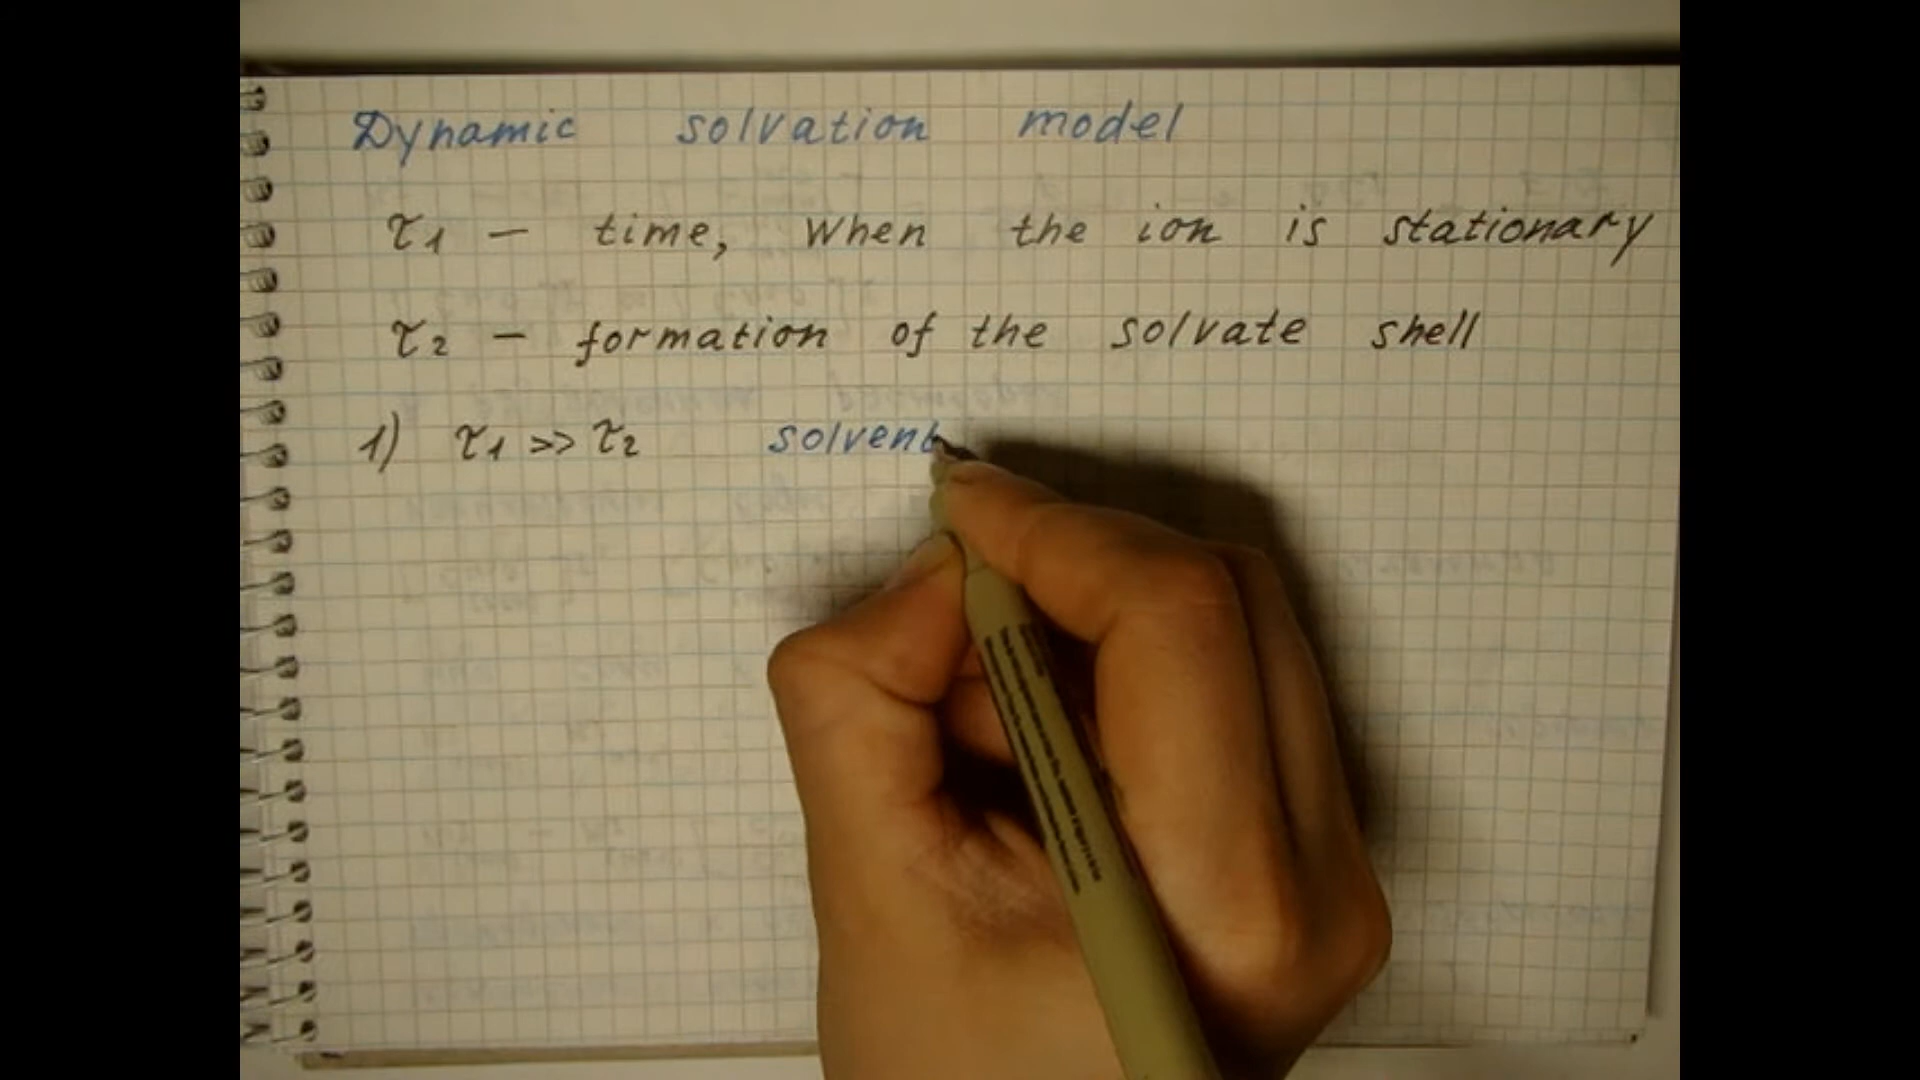 Dynamic solvation model
τ1 – time, when the ion is stationary
τ2 – formation of the solvate shell
1) τ1 >> τ2 solvent